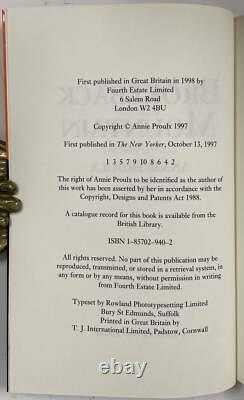 First published in Great Britain in 1998 by
Fourth Estate Limited
6 Salem Road
London W2 4BU
Copyright © Annie Proulx 1997
First published in The New Yorker, October 13, 1997
1 3 5 7 9 10 8 6 4 2
The right of Annie Proulx to be identified as the author of
this work has been asserted by her in accordance with the
Copyright, Designs and Patents Act 1988.
A catalogue record for this book is available from the
British Library.
ISBN 1-85702-940-2
All rights reserved. No part of this publication may be
reproduced, transmitted, or stored in a retrieval system, in
any form or by any means, without permission in writing
from Fourth Estate Limited.
Typeset by Rowland Phototypesetting Limited
Bury St Edmunds, Suffolk
Printed in Great Britain by
T. J. International Limited, Padstow, Cornwall
ebay.com